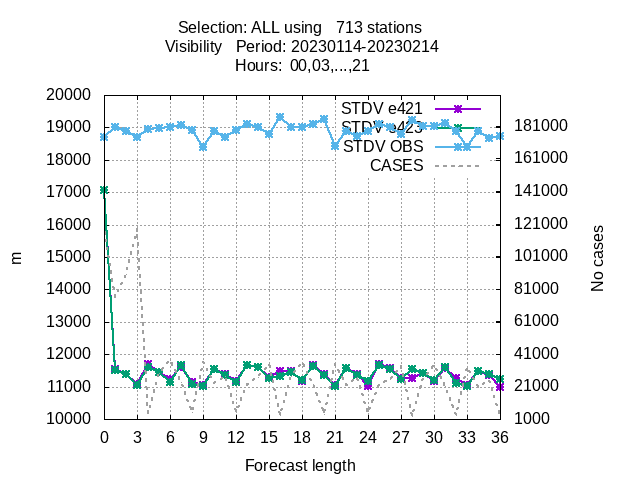 Selection: ALL using 713 stations
Visibility Period: 20230114-20230214
Hours: 00,03,...,21
STDV e421
STDV e423
STDV OBS
CASES
20000
19000
18000
17000
16000
15000
14000
13000
12000
11000
10000
m
181000
161000
141000
121000
101000
81000
61000
41000
21000
1000
No cases
0 3 6 9 12 15 18 21 24 27 30 33 36
Forecast length